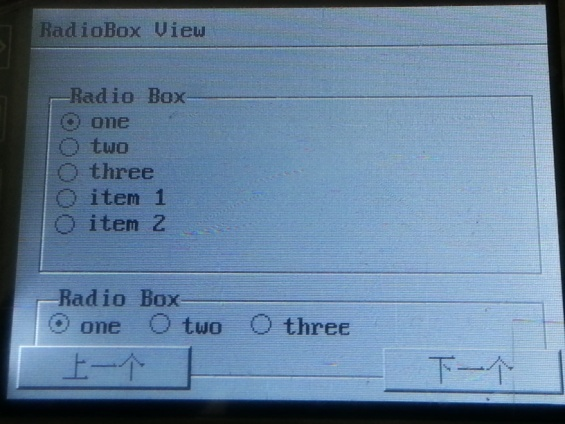 RadioBox View
Radio Box
one
two
three
item 1
item 2
Radio Box
one two three
上一个 下一个